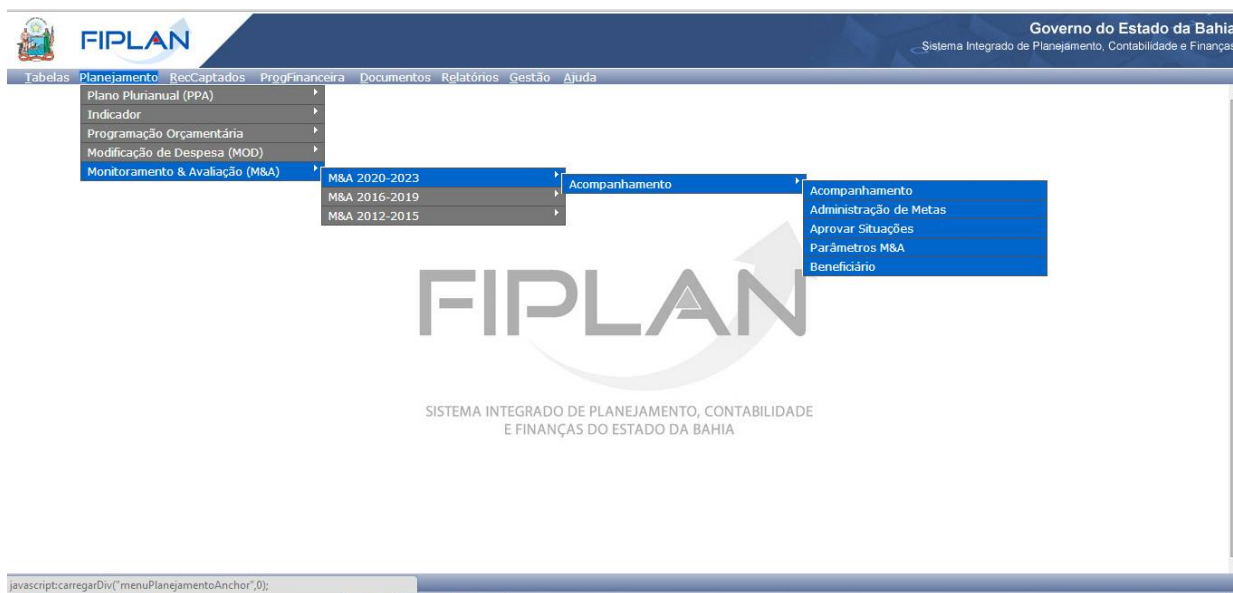 FIPLAN
Governo do Estado da Bahia
Sistema Integrado de Planejamento, Contabilidade e Finanças
Tabelas Planejamento RecCaptados ProgFinanceira Documentos Relatórios Gestão Ajuda
Plano Plurianual (PPA)
Indicador
Programação Orçamentária
Modificação de Despesa (MOD)
Monitoramento & Avaliação (M&A)
M&A 2020-2023
M&A 2016-2019
M&A 2012-2015
Acompanhamento
Acompanhamento
Administração de Metas
Aprovar Situações
Parâmetros M&A
Beneficiário
FIPLAN
SISTEMA INTEGRADO DE PLANEJAMENTO, CONTABILIDADE
E FINANÇAS DO ESTADO DA BAHIA
javascript:carregarDiv("menuPlanejamentoAnchor",0);